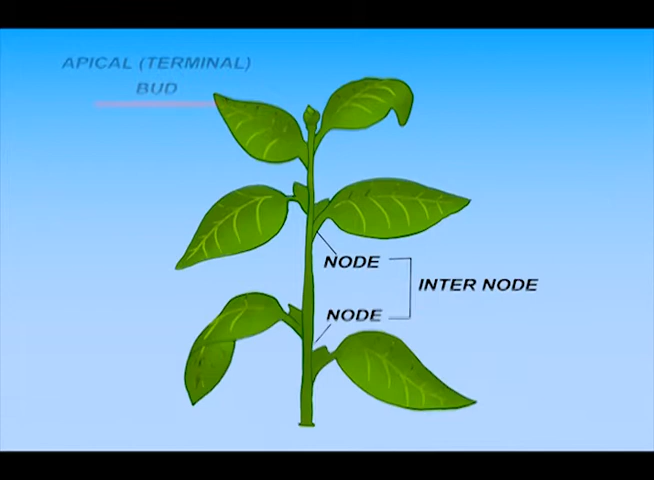 APICAL (TERMINAL)
BUD
NODE
INTER NODE
NODE